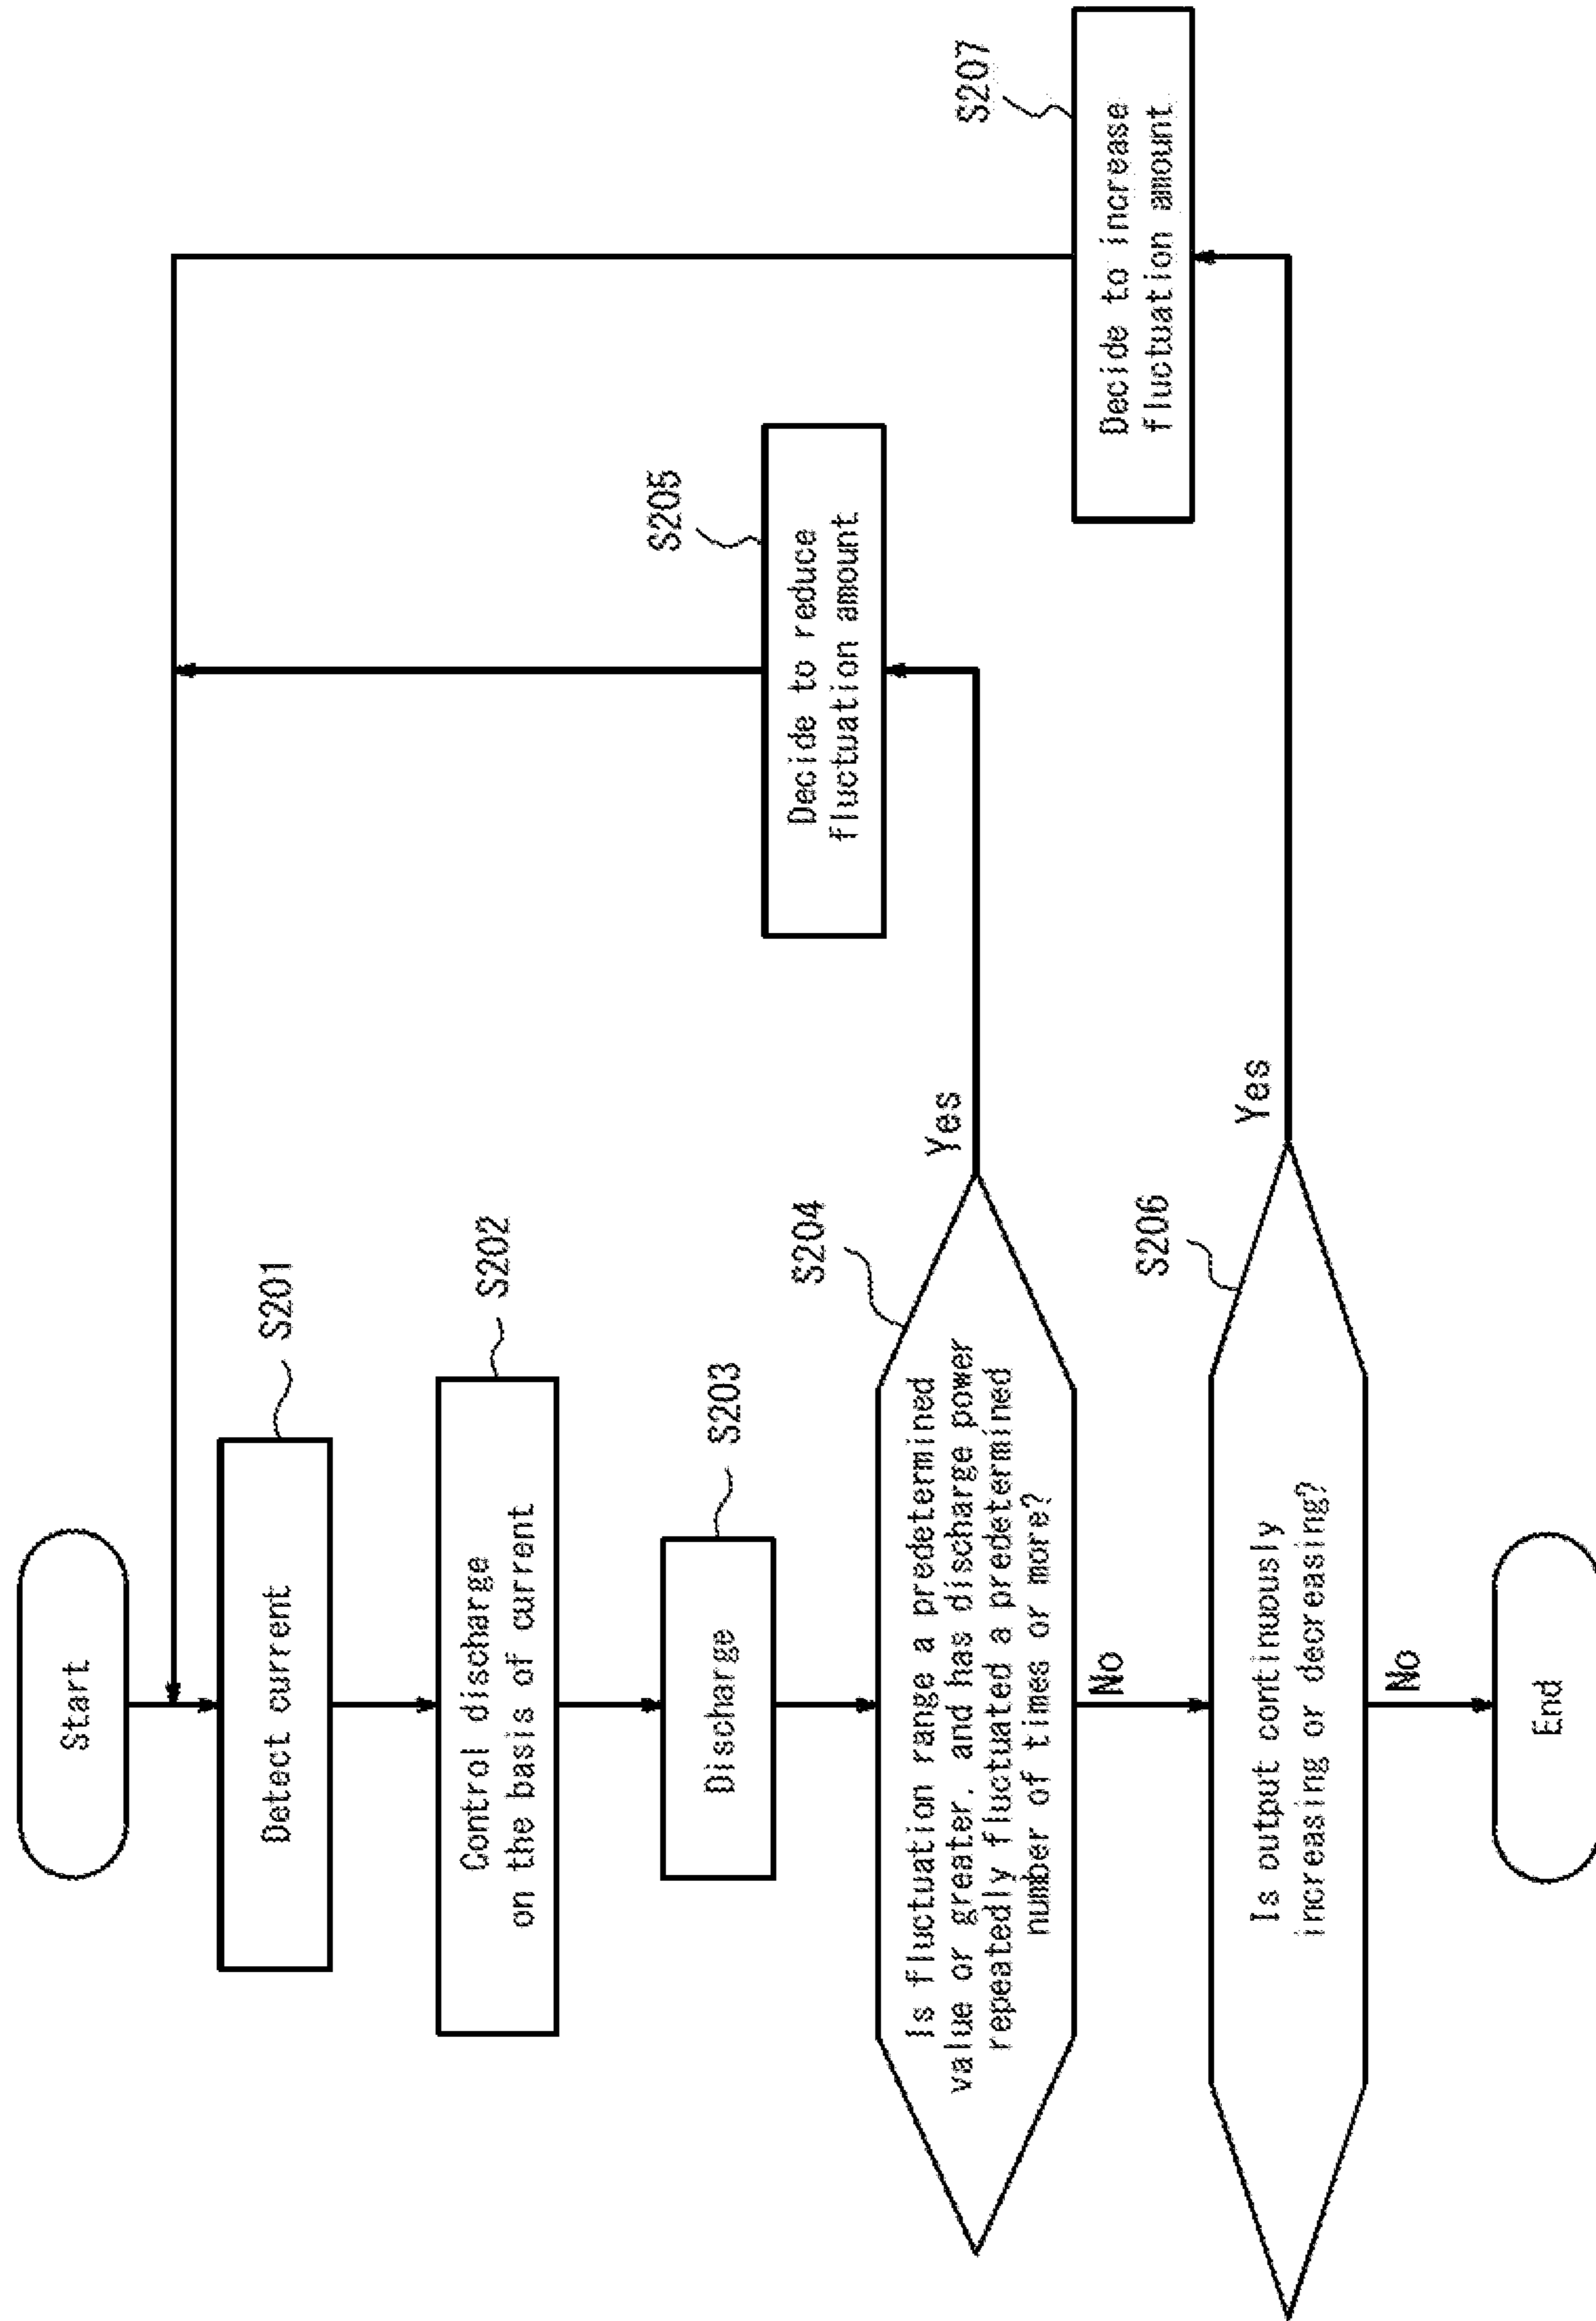 Start
S201
Detect current
S202
Control discharge
on the basis of current
S203
Discharge
S204
Is fluctuation range a predetermined
value or greater, and has discharge power
repeatedly fluctuated a predetermined
number of times or more?
Yes
No
S205
Decide to reduce
fluctuation amount
S206
Is output continuously
increasing or decreasing?
Yes
No
S207
Decide to increase
fluctuation amount
End